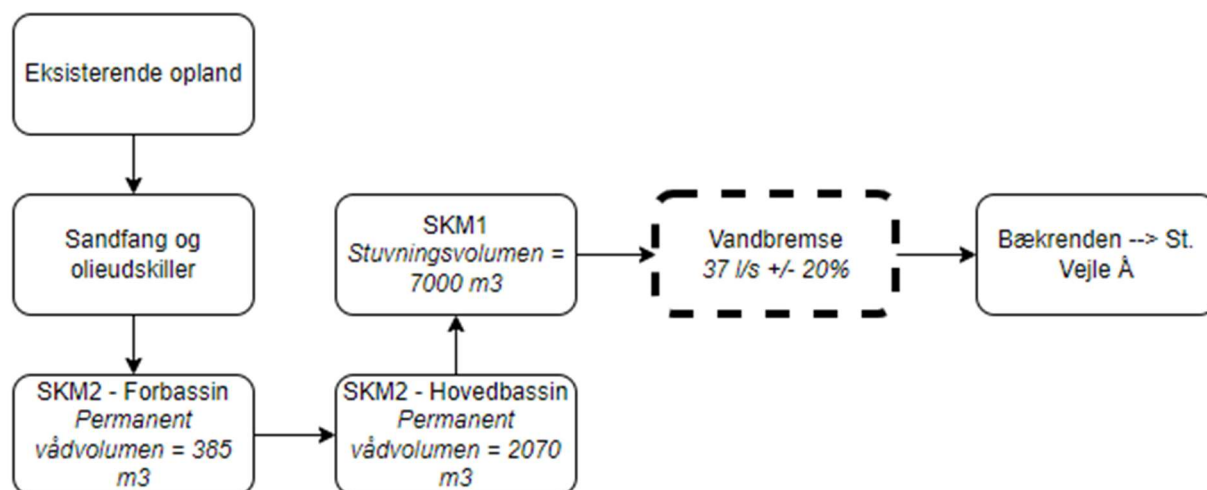 Eksisterende opland
Sandfang og
olieudskiller
SKM2 - Forbassin
Permanent
vådvolumen = 385
m3
SKM2 - Hovedbassin
Permanent
vådvolumen = 2070
m3
SKM1
Stuvningsvolumen =
7000 m3
Vandbremse
37 l/s +/- 20%
Bækrenden --> St.
Vejle Å